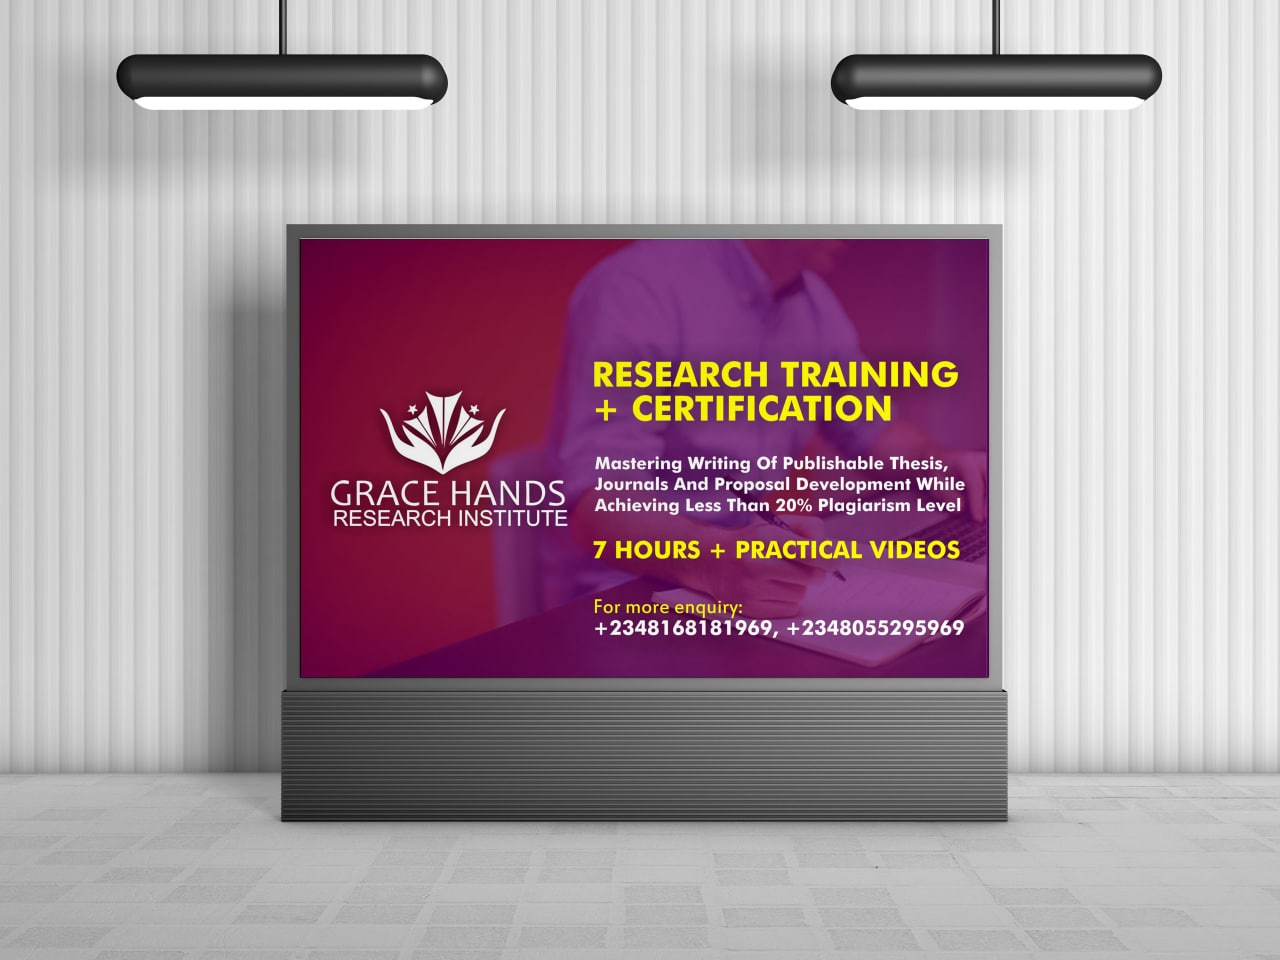 GRACE HANDS
RESEARCH INSTITUTE
RESEARCH TRAINING
+ CERTIFICATION
Mastering Writing Of Publishable Thesis,
Journals And Proposal Development While
Achieving Less Than 20% Plagiarism Level
7 HOURS + PRACTICAL VIDEOS
For more enquiry:
+2348168181969, +2348055295969